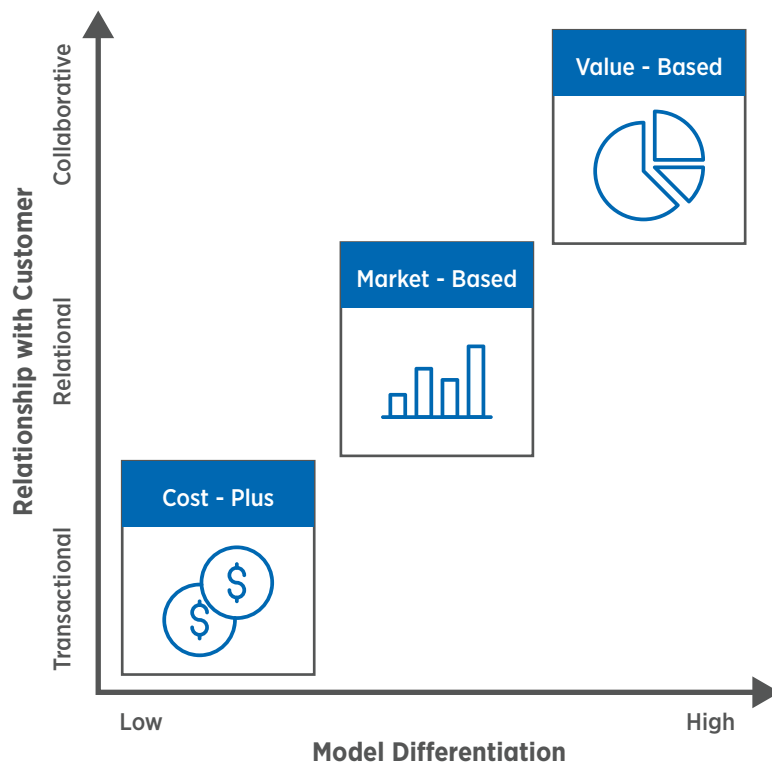 Relationship with Customer
Collaborative
Relational
Transactional
Value - Based
Market - Based
Cost - Plus
$
$
Low
High
Model Differentiation